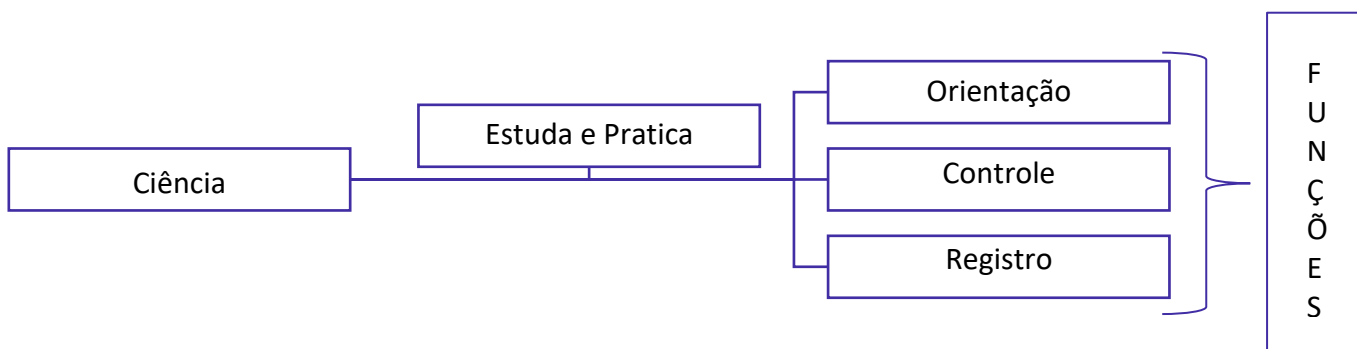 Ciência
Estuda e Pratica
Orientação
Controle
Registro
F
U
N
Ç
Õ
E
S